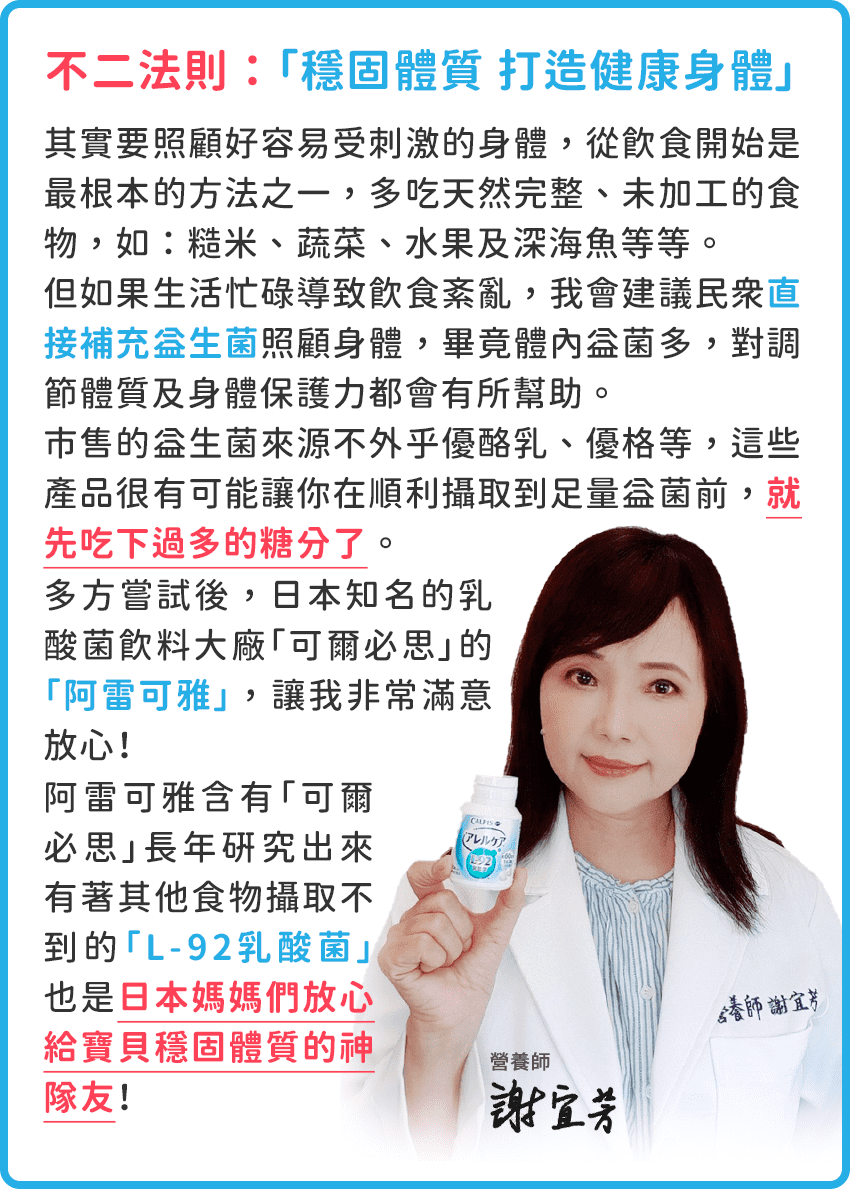 不二法則：「穩固體質 打造健康身體」
其實要照顧好容易受刺激的身體，從飲食開始是
最根本的方法之一，多吃天然完整、未加工的食
物，如：糙米、蔬菜、水果及深海魚等等。
但如果生活忙碌導致飲食紊亂，我會建議民眾直
接補充益生菌照顧身體，畢竟體內益菌多，對調
節體質及身體保護力都會有所幫助。
市售的益生菌來源不外乎優酪乳、優格等，這些
產品很有可能讓你在順利攝取到足量益菌前，就
先吃下過多的糖分了。
多方嘗試後，日本知名的乳
酸菌飲料大廠「可爾必思」的
「阿雷可雅」，讓我非常滿意
放心！
阿雷可雅含有「可爾
必思」長年研究出來
有著其他食物攝取不
到的「L-92乳酸菌」
也是日本媽媽們放心
給寶貝穩固體質的神
隊友！
CALPIS
アレルケア
L-92
營養師 謝宜芳
營養師
謝宜芳